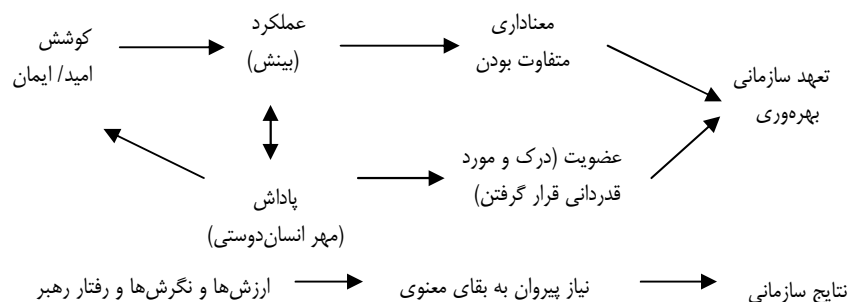 کوشش
امید/ ایمان
عملکرد
(بینش)
معناداری
متفاوت بودن
تعهد سازمانی
بهره‌وری
پاداش
(مهر انسان‌دوستی)
عضویت (درک و مورد
قدردانی قرار گرفتن)
ارزش‌ها و نگرش‌ها و رفتار رهبر
نیاز پیروان به بقای معنوی
نتایج سازمانی